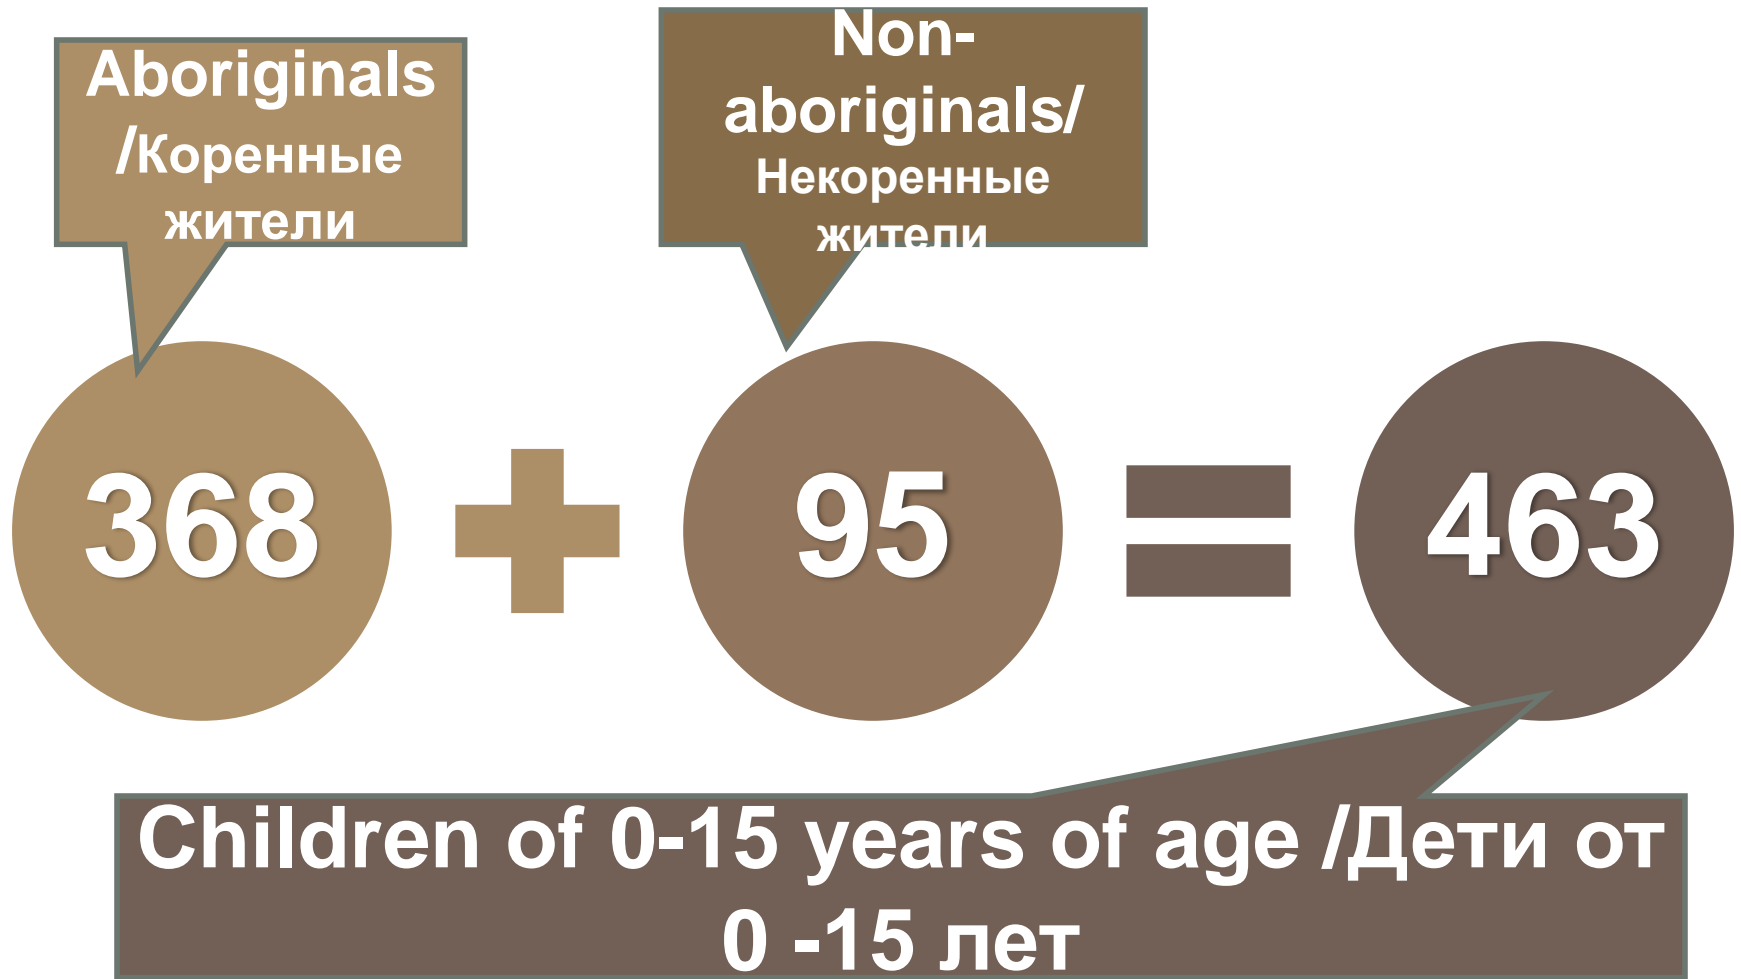 Aboriginals
/Коренные
жители
Non-
aboriginals/
Некоренные
жители
368
95
463
Children of 0-15 years of age /Дети от
0 -15 лет